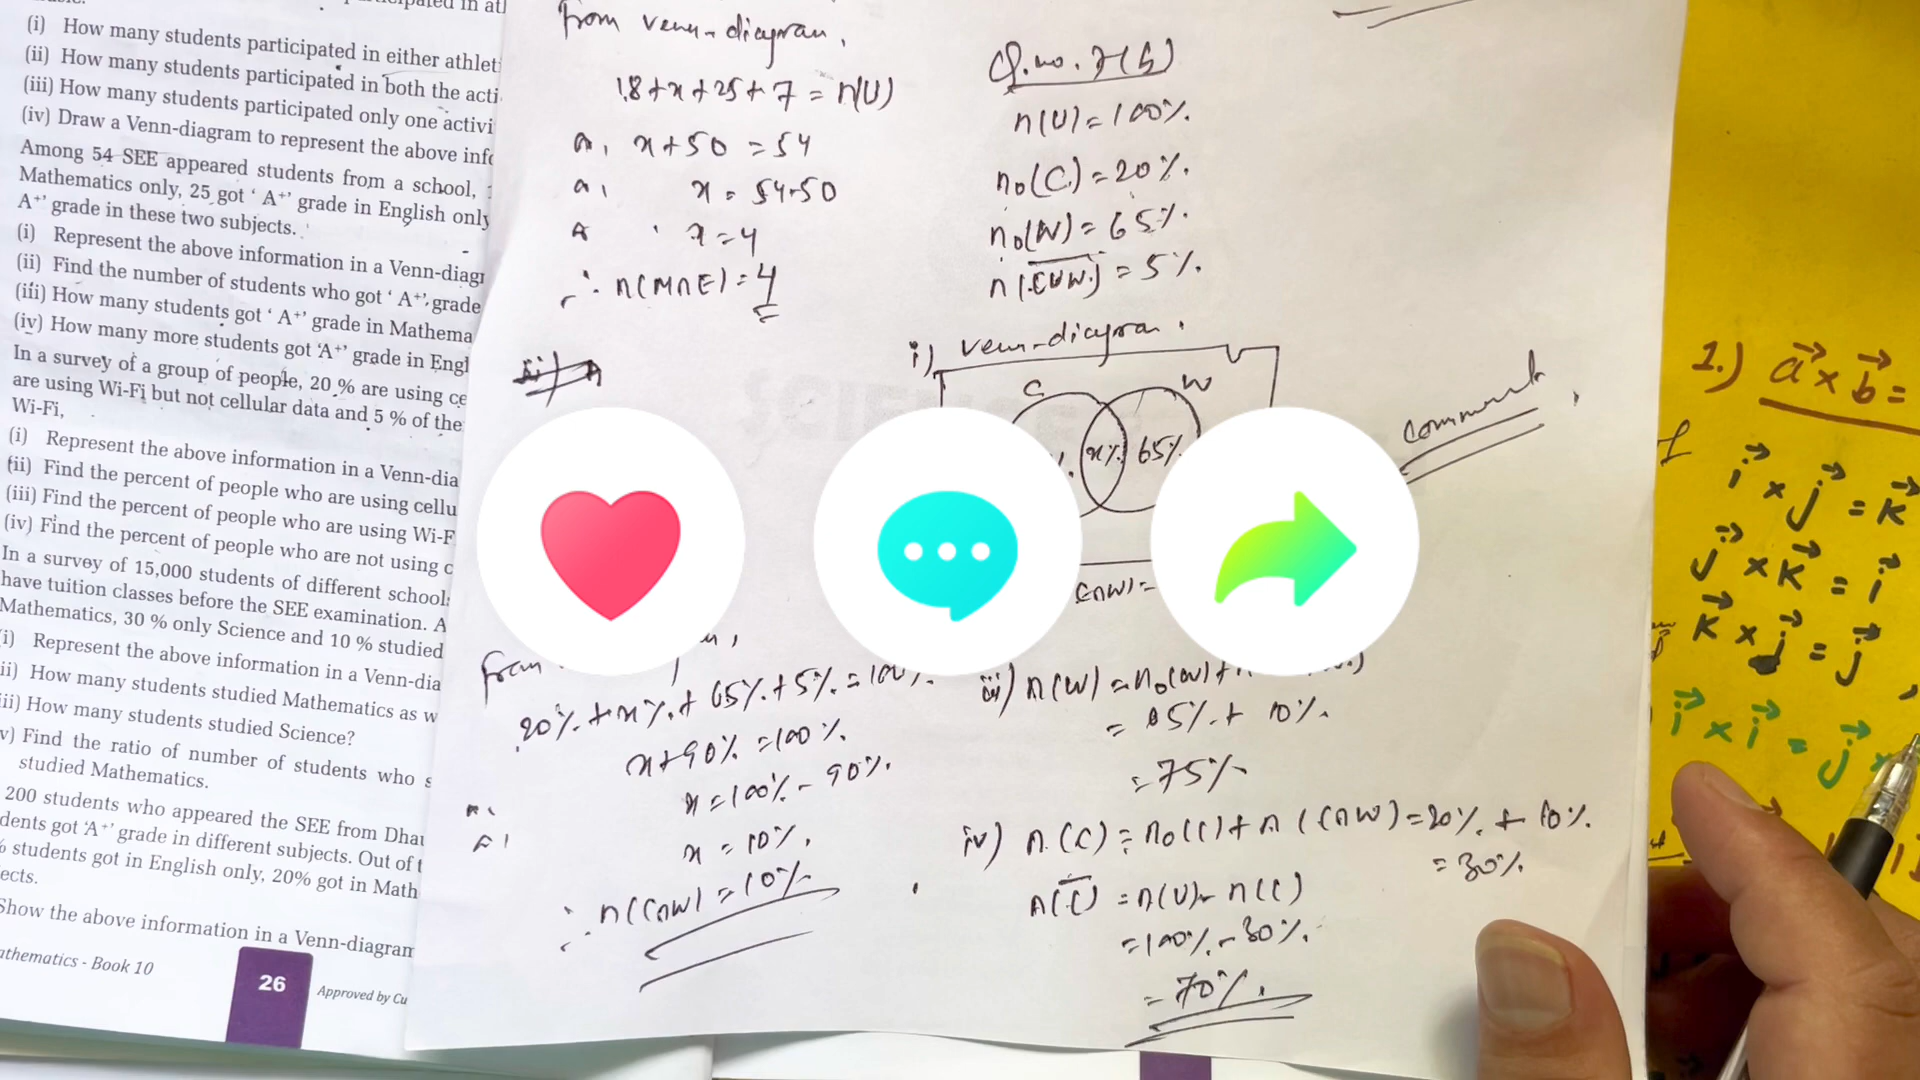 (i) How many students participated in either athlet
(ii) How many students participated in both the acti
(iii) How many students participated only one activi
(iv) Draw a Venn-diagram to represent the above info
Among 54 SEE appeared students from a school,
Mathematics only, 25 got ‘ A⁺’ grade in English only
A⁺’ grade in these two subjects.
(i) Represent the above information in a Venn-diagr
(ii) Find the number of students who got ‘ A⁺’ grade
(iii) How many students got ‘ A⁺’ grade in Mathema
(iv) How many more students got ‘A⁺’ grade in Engl
In a survey of a group of people, 20 % are using ce
are using Wi-Fi but not cellular data and 5 % of the
Wi-Fi,
(i) Represent the above information in a Venn-dia
(ii) Find the percent of people who are using cellu
(iii) Find the percent of people who are using Wi-F
(iv) Find the percent of people who are not using c
In a survey of 15,000 students of different school
have tuition classes before the SEE examination. A
Mathematics, 30 % only Science and 10 % studied
i) Represent the above information in a Venn-dia
ii) How many students studied Mathematics as w
iii) How many students studied Science?
v) Find the ratio of number of students who s
studied Mathematics.
200 students who appeared the SEE from Dhau
dents got ‘A⁺’ grade in different subjects. Out of t
students got in English only, 20% got in Math
ects.
Show the above information in a Venn-diagram
athematics - Book 10
26
Approved by Cu
from venn-diagram,
18+x+25+7 = n(U)
x+50 = 54
x = 54-50
x = 4
∴ n(M∩E) = 4
Q.no. 7(b)
n(U) = 100%.
n₀(C) = 20%.
n₀(W) = 65%.
n(C̅U̅W̅) = 5%.
i) venn-diagram.
C
W
x%
65%
C∩W) =
from
20%+x%+65%+5% = 100%.
x+90% = 100%
x = 100% - 90%.
x = 10%.
∴ n(C∩W) = 10%
iii) n(W) = n₀(W)+
= 65%+ 10%.
= 75%
iv) n(C) = n₀(C)+n(C∩W) = 20% + 10%.
= 30%
n(C̅) = n(U)- n(C)
= 100% - 30%.
= 70%.
comment
1.) a⃗ x b⃗ =
i⃗ x j⃗ = k⃗
j⃗ x k⃗ = i⃗
k⃗ x j⃗ = j⃗,
i⃗ x i⃗ = j⃗ x